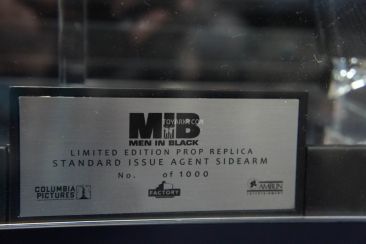 MIB
TOYARK.COM
MEN IN BLACK
LIMITED EDITION PROP REPLICA
STANDARD ISSUE AGENT SIDEARM
No. of 1000
COLUMBIA
PICTURES
FACTORY
AMBLIN
ENTERTAINMENT